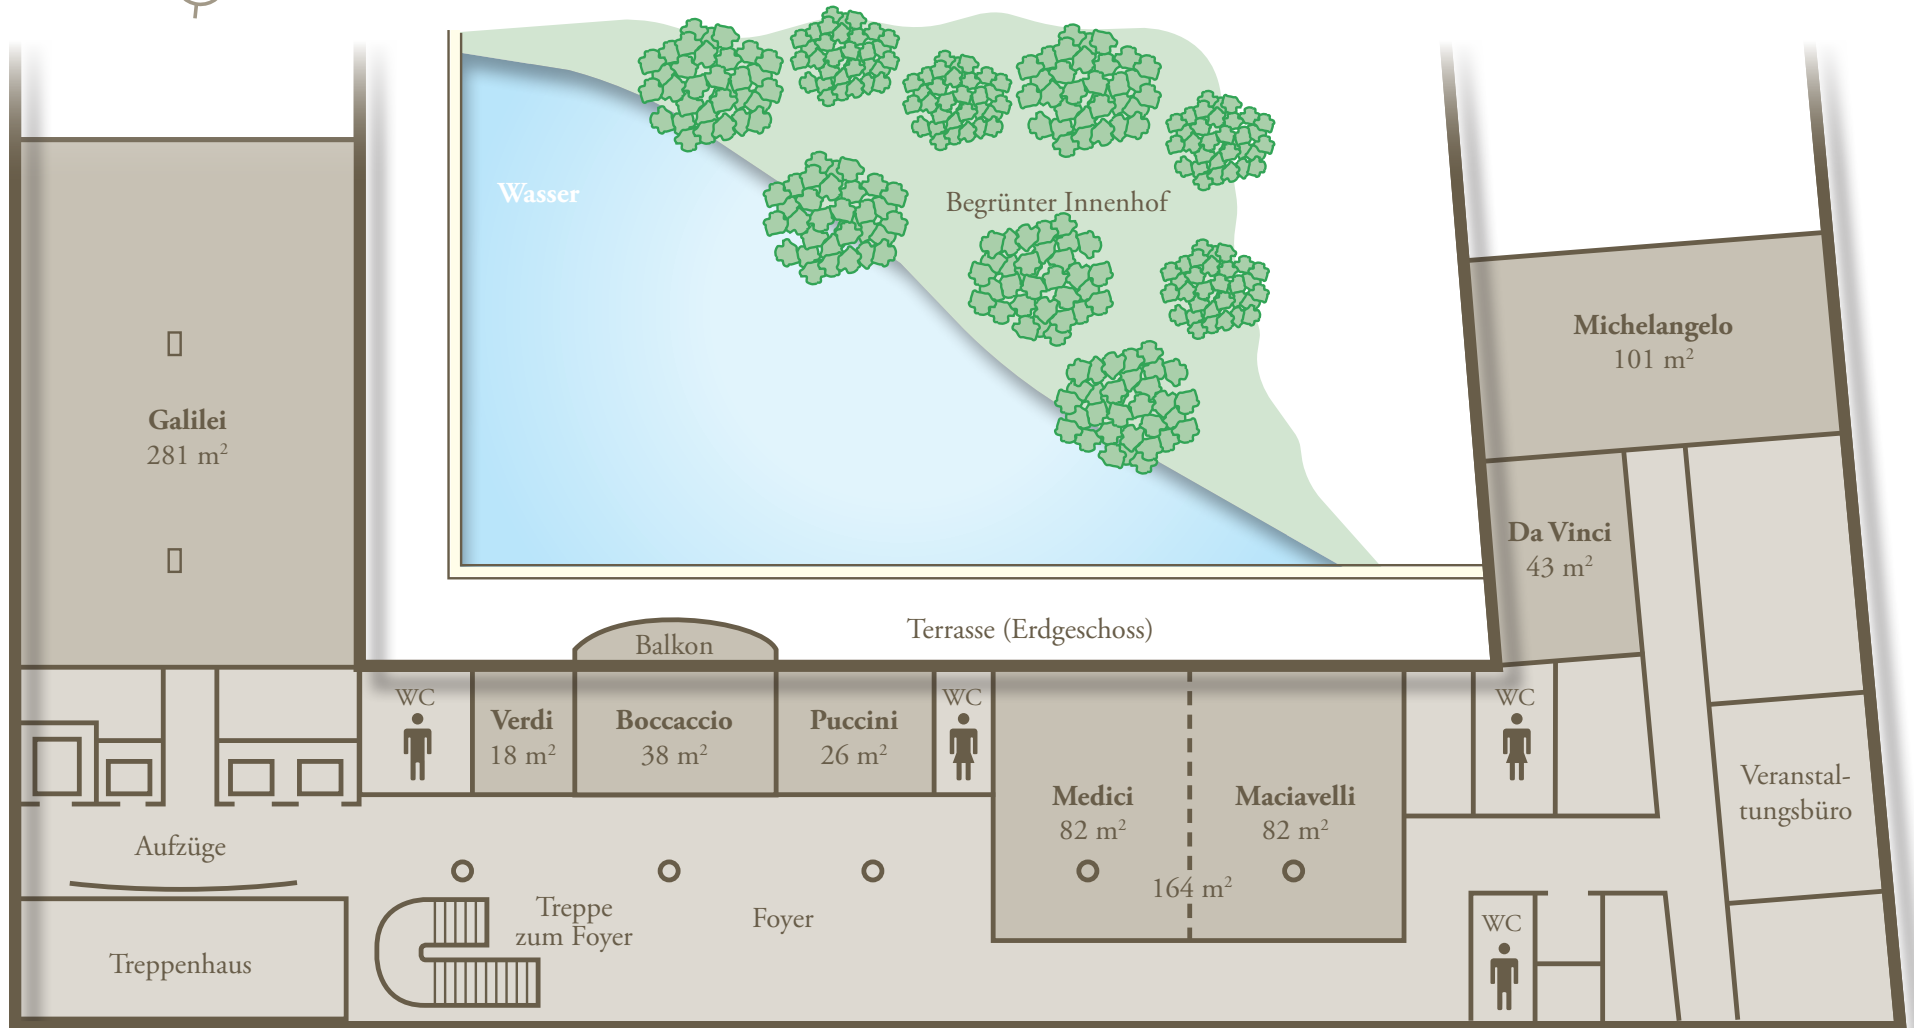 Wasser
Begrünter Innenhof
Michelangelo
101 m²
Galilei
281 m²
Da Vinci
43 m²
Terrasse (Erdgeschoss)
Balkon
WC
Verdi
18 m²
Boccaccio
38 m²
Puccini
26 m²
WC
Medici
82 m²
Maciavelli
82 m²
164 m²
WC
Veranstal-
tungsbüro
Aufzüge
Treppe
zum Foyer
Foyer
WC
Treppenhaus